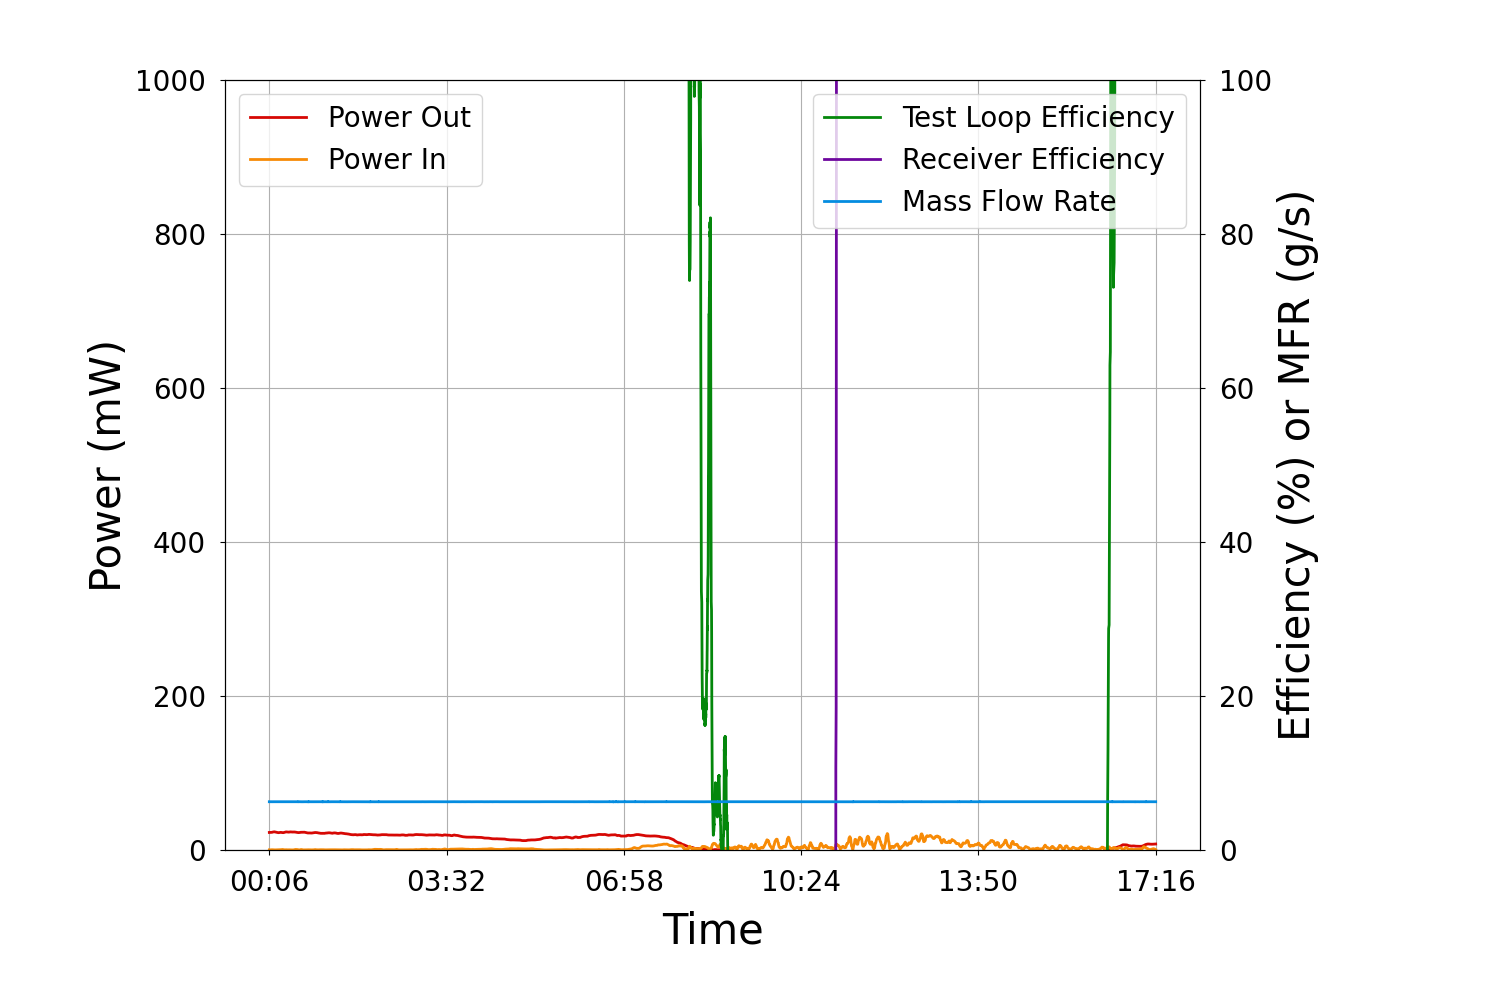 1000
800
600
400
200
0
Power (mW)
Power Out
Power In
Test Loop Efficiency
Receiver Efficiency
Mass Flow Rate
100
80
60
40
20
0
Efficiency (%) or MFR (g/s)
00:06 03:32 06:58 10:24 13:50 17:16
Time